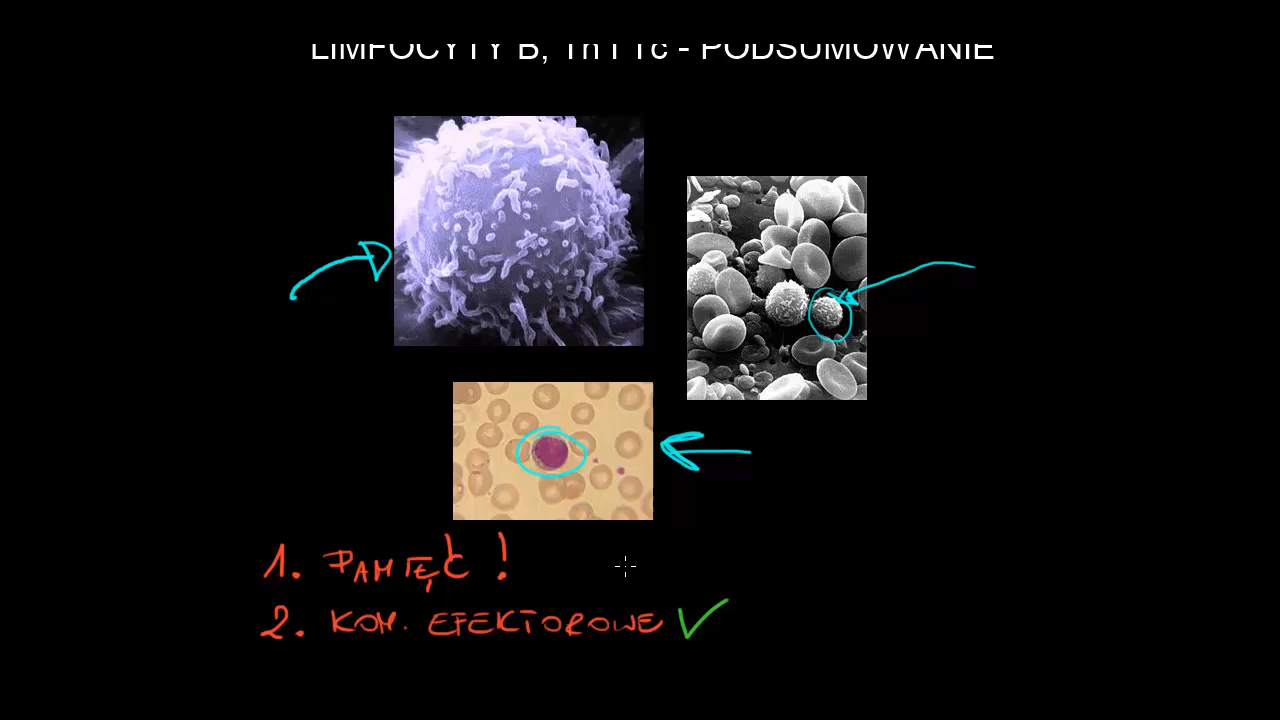 LIMFOCYTY B, Th I Tc - PODSUMOWANIE
1. PAMIĘĆ !
2. KOM. EFEKTOROWE